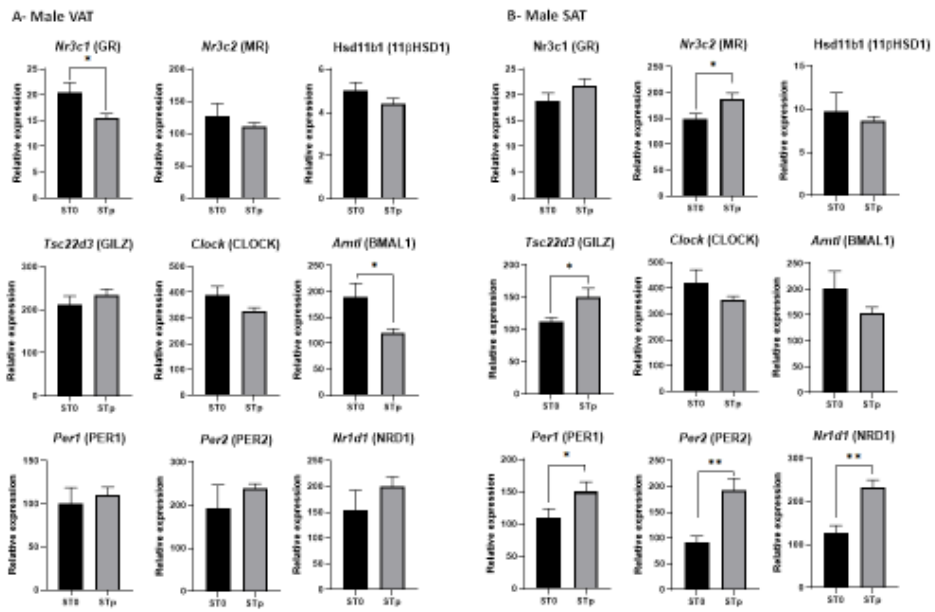 A- Male VAT
B- Male SAT
Nr3c1 (GR)
Nr3c2 (MR)
Hsd11b1 (11βHSD1)
Nr3c1 (GR)
Nr3c2 (MR)
Hsd11b1 (11βHSD1)
*
*
Relative expression
25
20
15
10
5
0
ST0 STp
Relative expression
200
150
100
50
0
ST0 STp
Relative expression
6
4
2
0
ST0 STp
Relative expression
25
20
15
10
5
0
ST0 STp
Relative expression
250
200
150
100
50
0
ST0 STp
Relative expression
15
10
5
0
ST0 STp
Tsc22d3 (GILZ)
Clock (CLOCK)
Arntl (BMAL1)
Tsc22d3 (GILZ)
Clock (CLOCK)
Arntl (BMAL1)
*
*
Relative expression
300
200
100
0
ST0 STp
Relative expression
500
400
300
200
100
0
ST0 STp
Relative expression
250
200
150
100
50
0
ST0 STp
Relative expression
200
150
100
50
0
ST0 STp
Relative expression
500
400
300
200
100
0
ST0 STp
Relative expression
250
200
150
100
50
0
ST0 STp
Per1 (PER1)
Per2 (PER2)
Nr1d1 (NRD1)
Per1 (PER1)
Per2 (PER2)
Nr1d1 (NRD1)
*
**
**
Relative expression
150
100
50
0
ST0 STp
Relative expression
300
200
100
0
ST0 STp
Relative expression
250
200
150
100
50
0
ST0 STp
Relative expression
200
150
100
50
0
ST0 STp
Relative expression
250
200
150
100
50
0
ST0 STp
Relative expression
300
200
100
0
ST0 STp